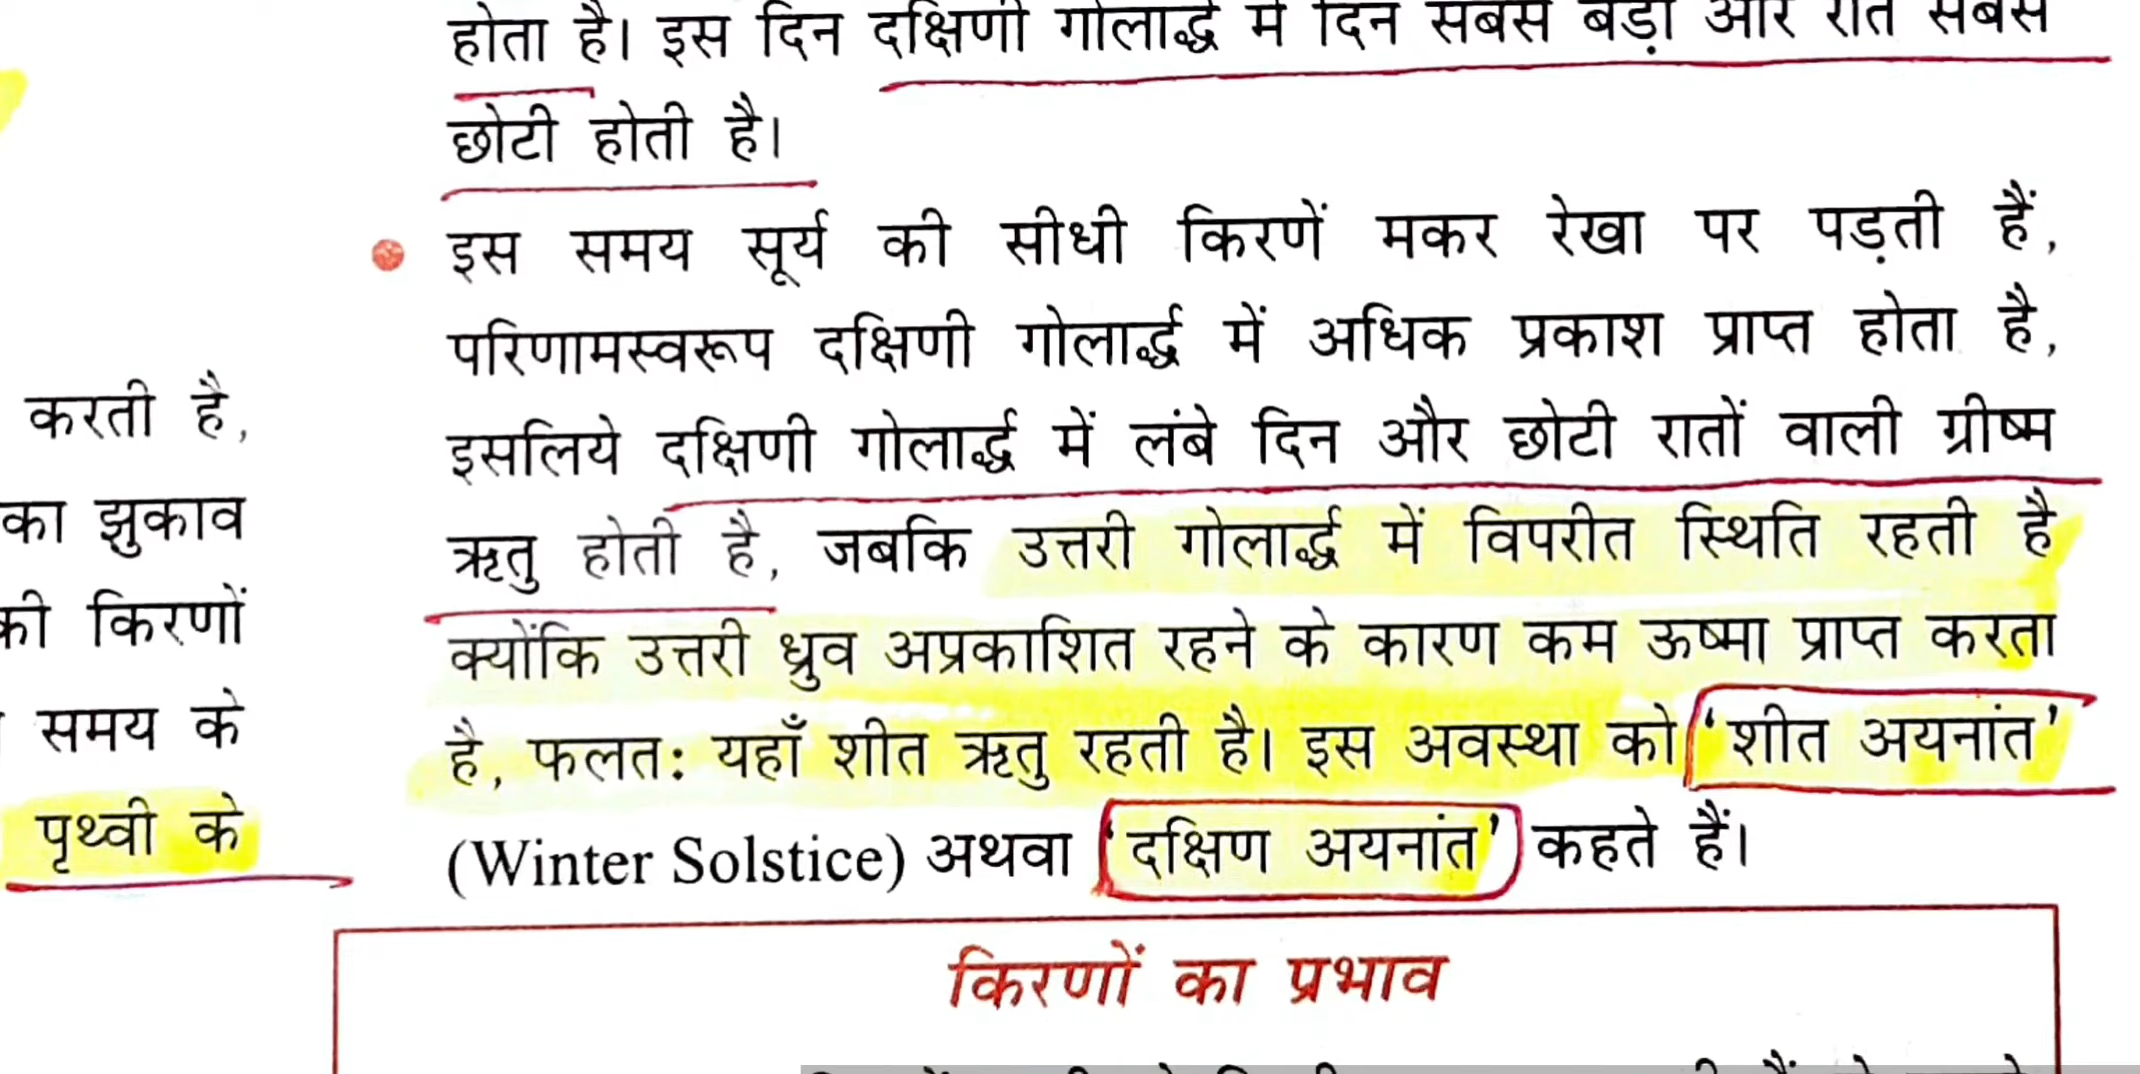 करती है,
का झुकाव
की किरणों
समय के
पृथ्वी के
होता है। इस दिन दक्षिणी गोलार्द्ध में दिन सबसे बड़ा और रात सबसे
छोटी होती है।
इस समय सूर्य की सीधी किरणें मकर रेखा पर पड़ती हैं,
परिणामस्वरूप दक्षिणी गोलार्द्ध में अधिक प्रकाश प्राप्त होता है,
इसलिये दक्षिणी गोलार्द्ध में लंबे दिन और छोटी रातों वाली ग्रीष्म
ऋतु होती है, जबकि उत्तरी गोलार्द्ध में विपरीत स्थिति रहती है
क्योंकि उत्तरी ध्रुव अप्रकाशित रहने के कारण कम ऊष्मा प्राप्त करता
है, फलतः यहाँ शीत ऋतु रहती है। इस अवस्था को ‘शीत अयनांत’
(Winter Solstice) अथवा ‘दक्षिण अयनांत’ कहते हैं।
किरणों का प्रभाव